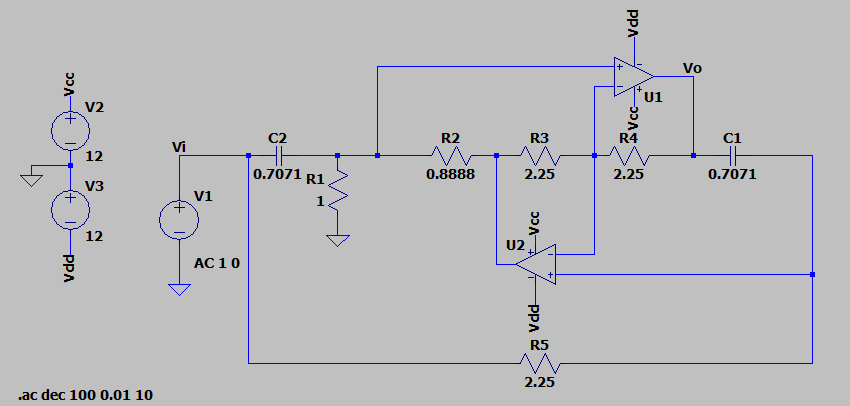 Vdd
Vo
U1
Vcc
Vcc
V2
12
V3
12
Vdd
Vi
V1
AC 1 0
C2
0.7071
R1
1
R2
0.8888
R3
2.25
R4
2.25
C1
0.7071
Vcc
U2
Vdd
R5
2.25
.ac dec 100 0.01 10